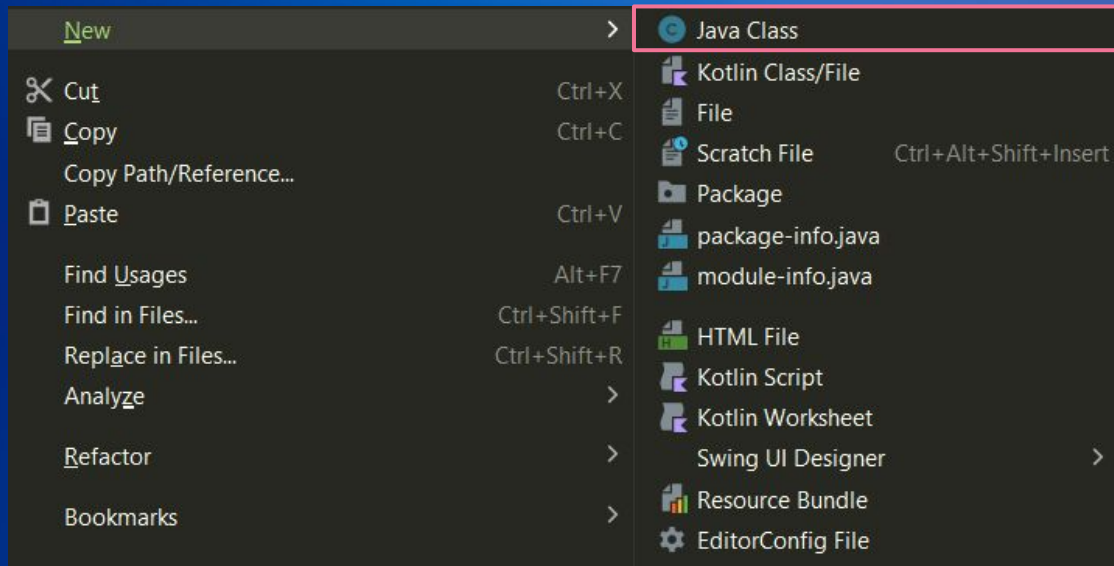 New
Cut Ctrl+X
Copy Ctrl+C
Copy Path/Reference...
Paste Ctrl+V
Find Usages Alt+F7
Find in Files... Ctrl+Shift+F
Replace in Files... Ctrl+Shift+R
Analyze
Refactor
Bookmarks
C Java Class
Kotlin Class/File
File
Scratch File Ctrl+Alt+Shift+Insert
Package
J package-info.java
J module-info.java
H HTML File
Kotlin Script
Kotlin Worksheet
Swing UI Designer
Resource Bundle
EditorConfig File